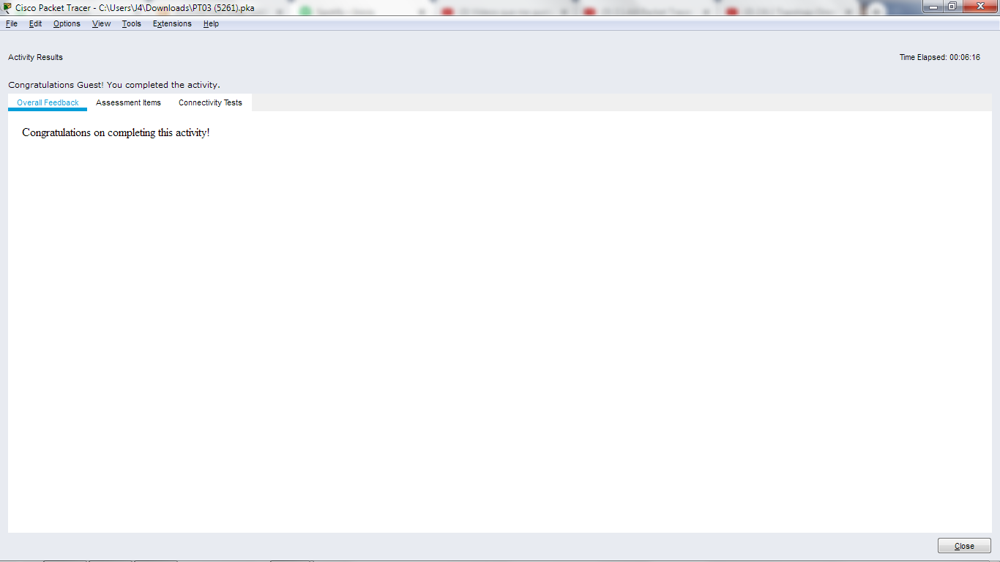 Cisco Packet Tracer - C:\Users\J4\Downloads\PT03 (5261).pka
File Edit Options View Tools Extensions Help
Activity Results
Time Elapsed: 00:06:16
Congratulations Guest! You completed the activity.
Overall Feedback Assessment Items Connectivity Tests
Congratulations on completing this activity!
Close